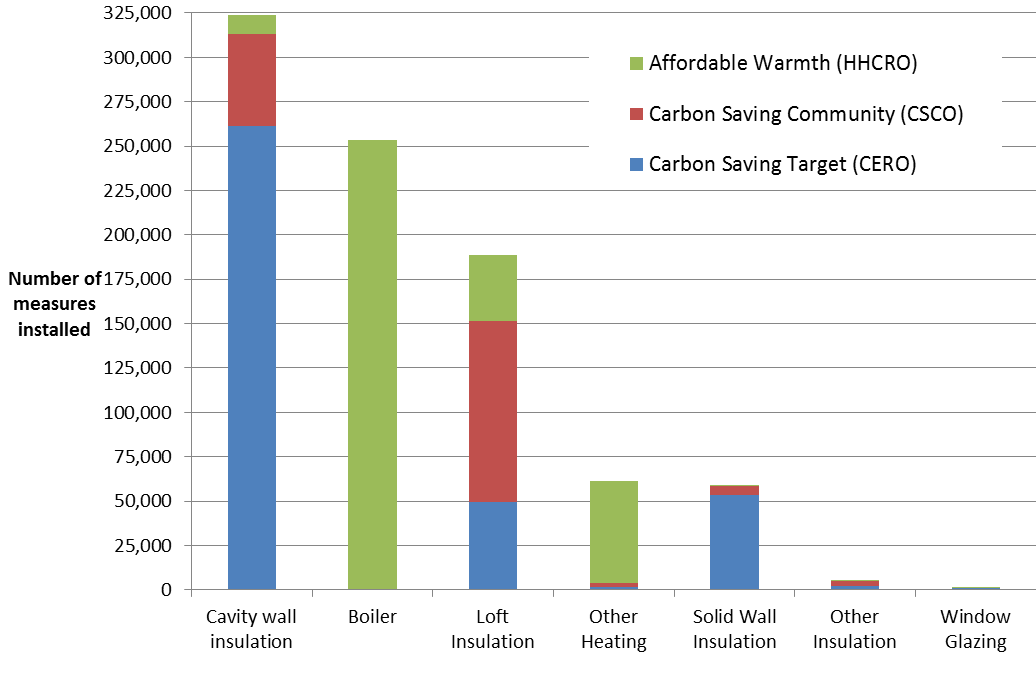 325,000
300,000
275,000
250,000
225,000
200,000
175,000
150,000
125,000
100,000
75,000
50,000
25,000
0
Number of
measures
installed
Affordable Warmth (HHCRO)
Carbon Saving Community (CSCO)
Carbon Saving Target (CERO)
Cavity wall
insulation
Boiler
Loft
Insulation
Other
Heating
Solid Wall
Insulation
Other
Insulation
Window
Glazing